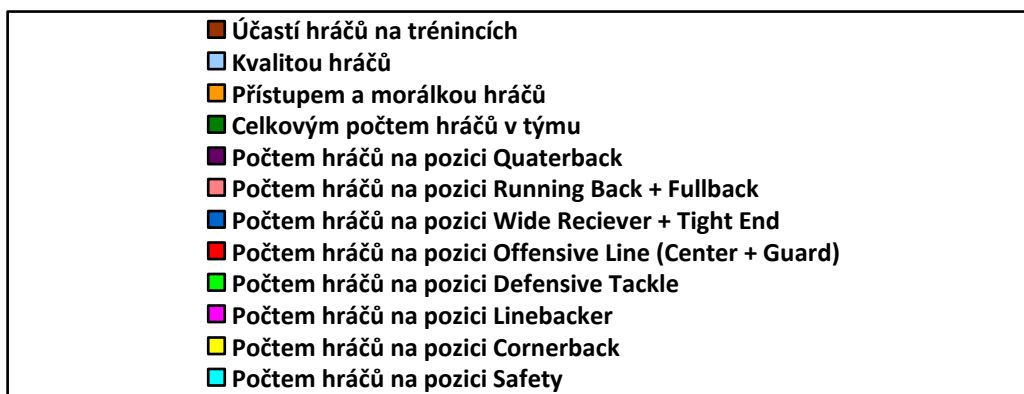 Účastí hráčů na trénincích
Kvalitou hráčů
Přístupem a morálkou hráčů
Celkovým počtem hráčů v týmu
Počtem hráčů na pozici Quaterback
Počtem hráčů na pozici Running Back + Fullback
Počtem hráčů na pozici Wide Reciever + Tight End
Počtem hráčů na pozici Offensive Line (Center + Guard)
Počtem hráčů na pozici Defensive Tackle
Počtem hráčů na pozici Linebacker
Počtem hráčů na pozici Cornerback
Počtem hráčů na pozici Safety